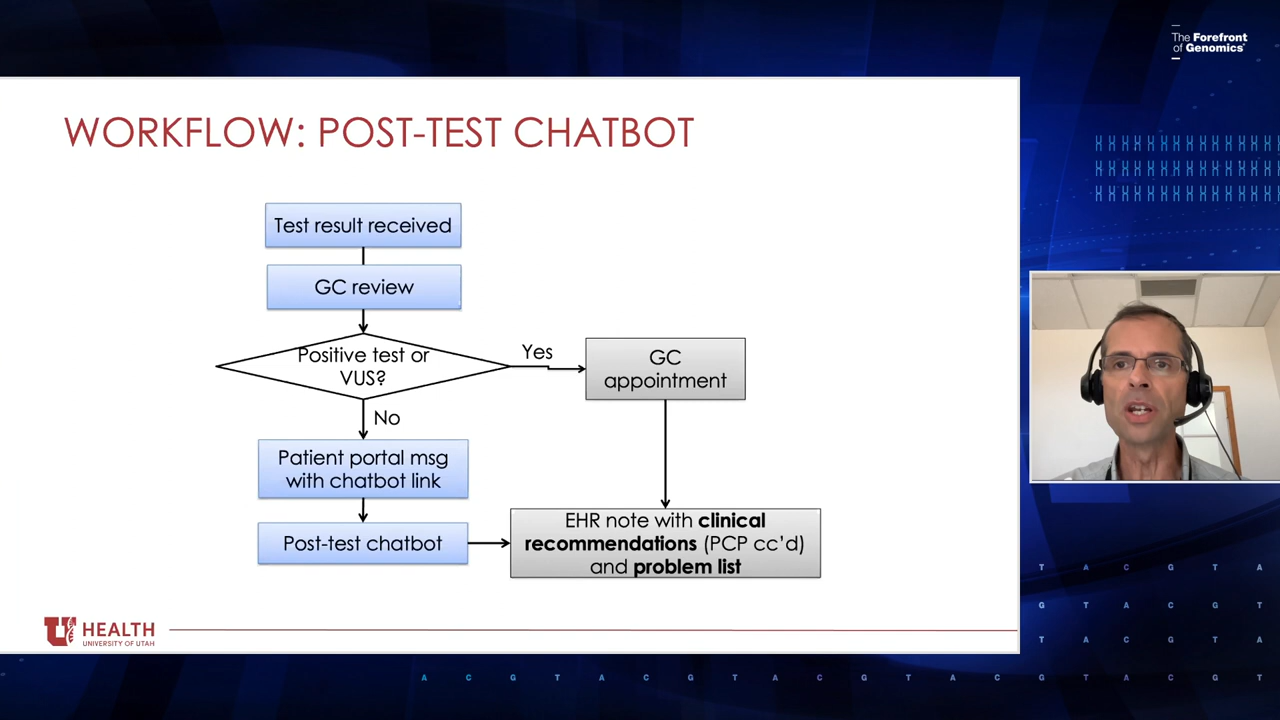 The Forefront
of Genomics®
WORKFLOW: POST-TEST CHATBOT
Test result received
GC review
Positive test or
VUS?
Yes
GC
appointment
No
Patient portal msg
with chatbot link
Post-test chatbot
EHR note with clinical
recommendations (PCP cc'd)
and problem list
U HEALTH
UNIVERSITY OF UTAH
T A C G T A
G T A C G T
T A C G T A
A C G T A C G T A C G T A C G T A C G T